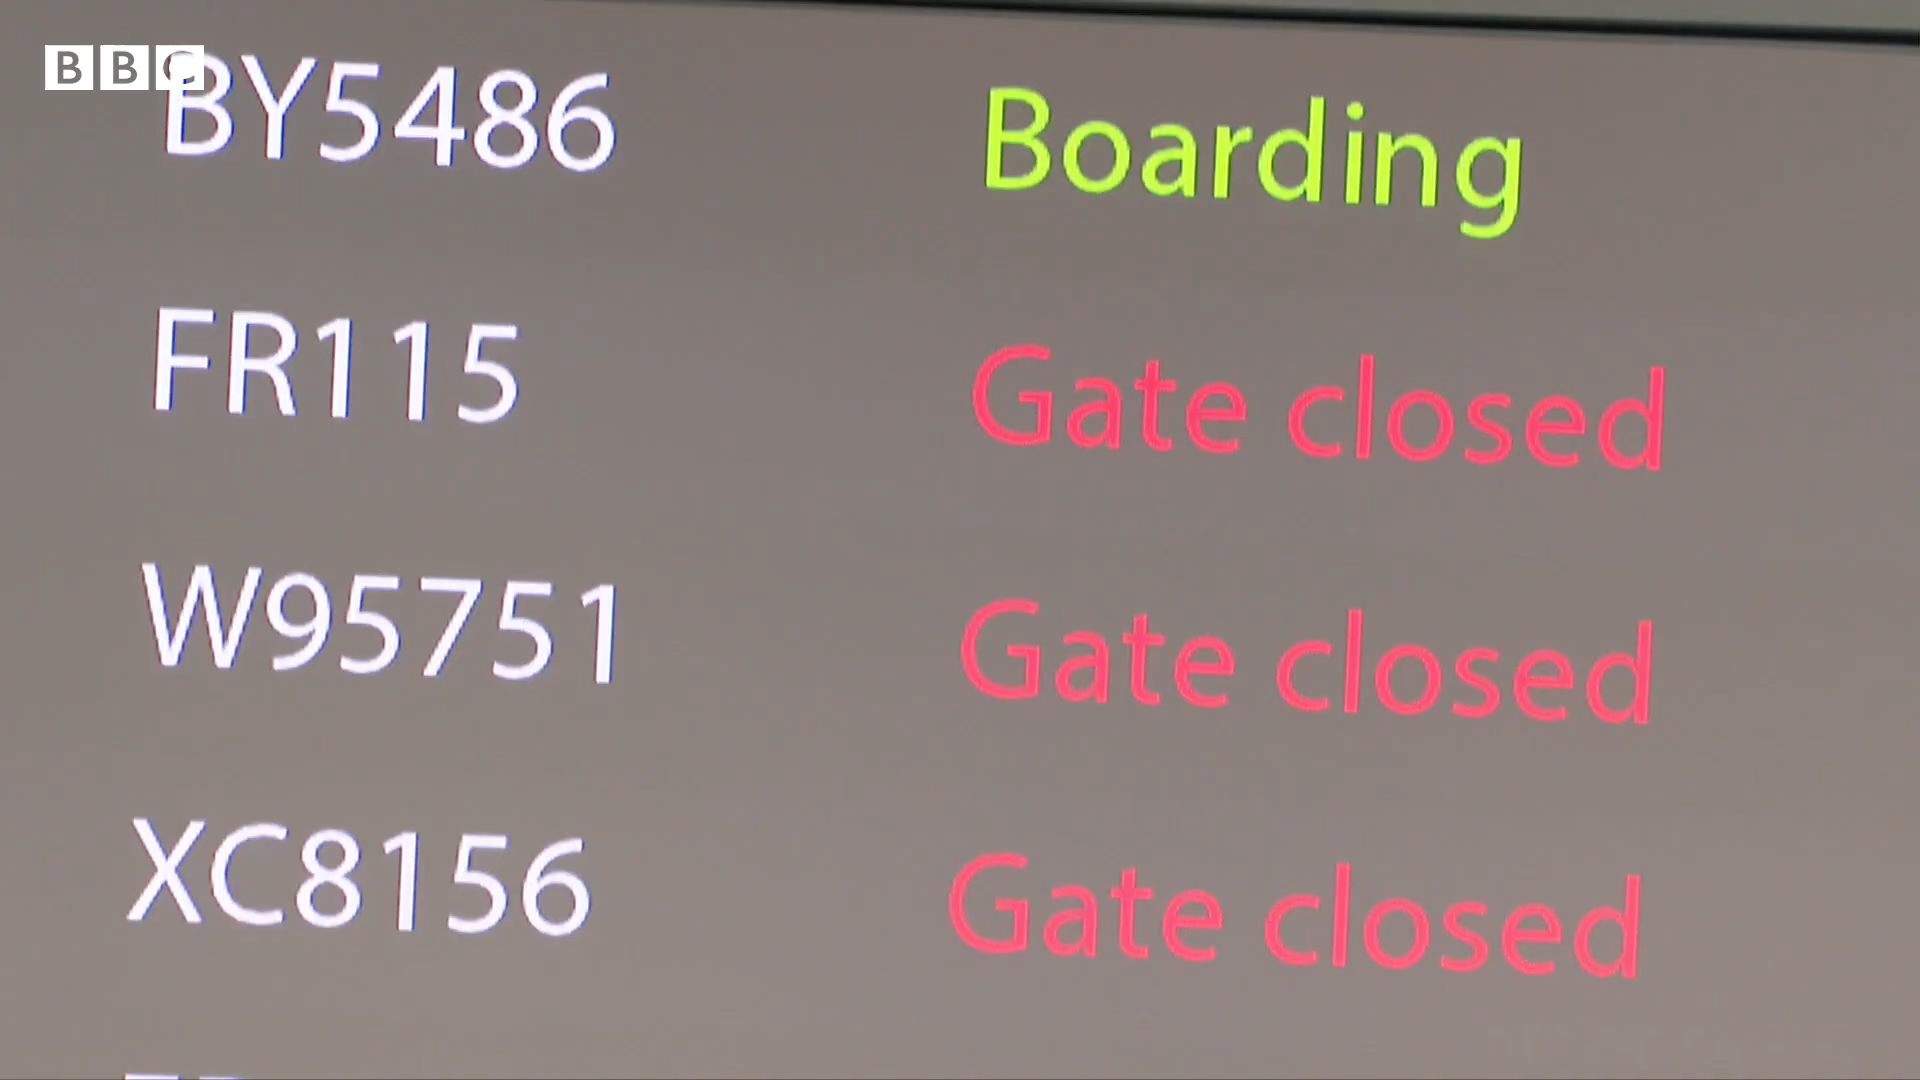 BBC
BY5486 Boarding
FR115 Gate closed
W95751 Gate closed
XC8156 Gate closed